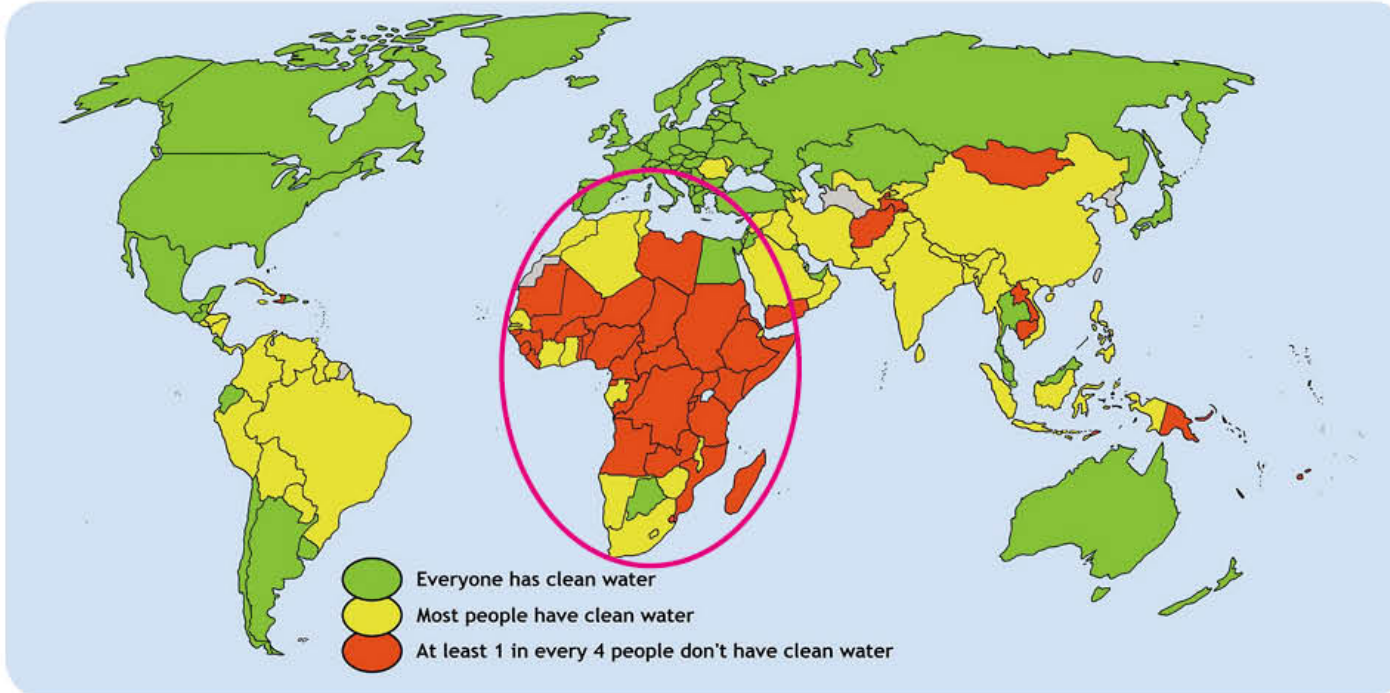 Everyone has clean water
Most people have clean water
At least 1 in every 4 people don't have clean water